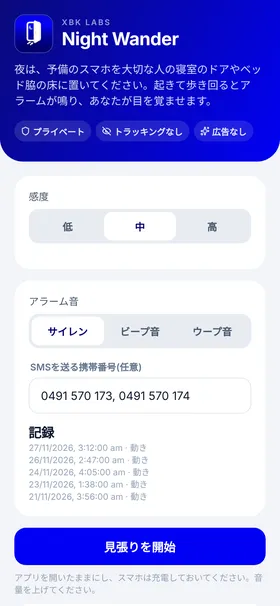 XBK LABS
Night Wander
夜は、予備のスマホを大切な人の寝室のドアやベッ
ド脇の床に置いてください。起きて歩き回るとア
ラームが鳴り、あなたが目を覚ませます。
プライベート
トラッキングなし
広告なし
感度
低
中
高
アラーム音
サイレン
ビープ音
ウープ音
SMSを送る携帯番号(任意)
0491 570 173, 0491 570 174
記録
27/11/2026, 3:12:00 am · 動き
26/11/2026, 2:47:00 am · 動き
24/11/2026, 4:05:00 am · 動き
23/11/2026, 1:38:00 am · 動き
21/11/2026, 3:56:00 am · 動き
見張りを開始
アプリを開いたままにし、スマホは充電しておいてください。音
量を上げてください。